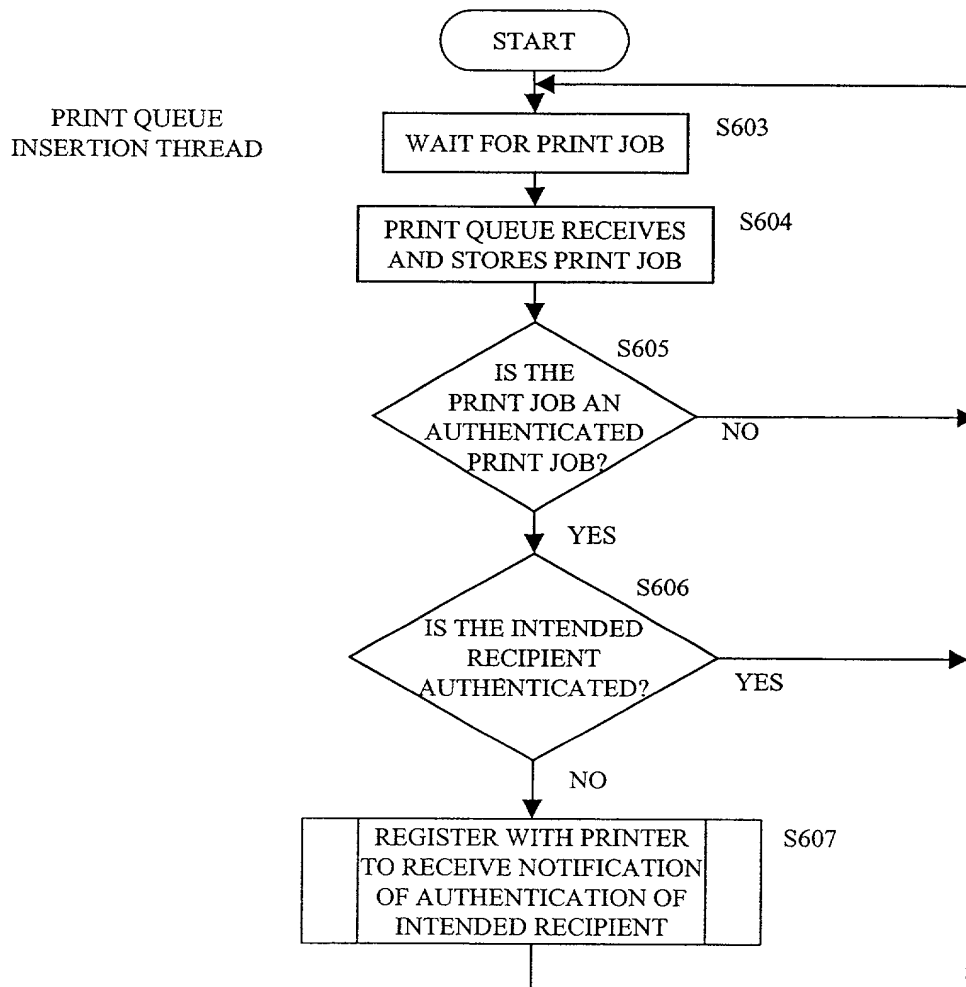 START
PRINT QUEUE
INSERTION THREAD
WAIT FOR PRINT JOB
S603
PRINT QUEUE RECEIVES
AND STORES PRINT JOB
S604
S605
IS THE
PRINT JOB AN
AUTHENTICATED
PRINT JOB?
NO
YES
S606
IS THE INTENDED
RECIPIENT
AUTHENTICATED?
YES
NO
REGISTER WITH PRINTER
TO RECEIVE NOTIFICATION
OF AUTHENTICATION OF
INTENDED RECIPIENT
S607